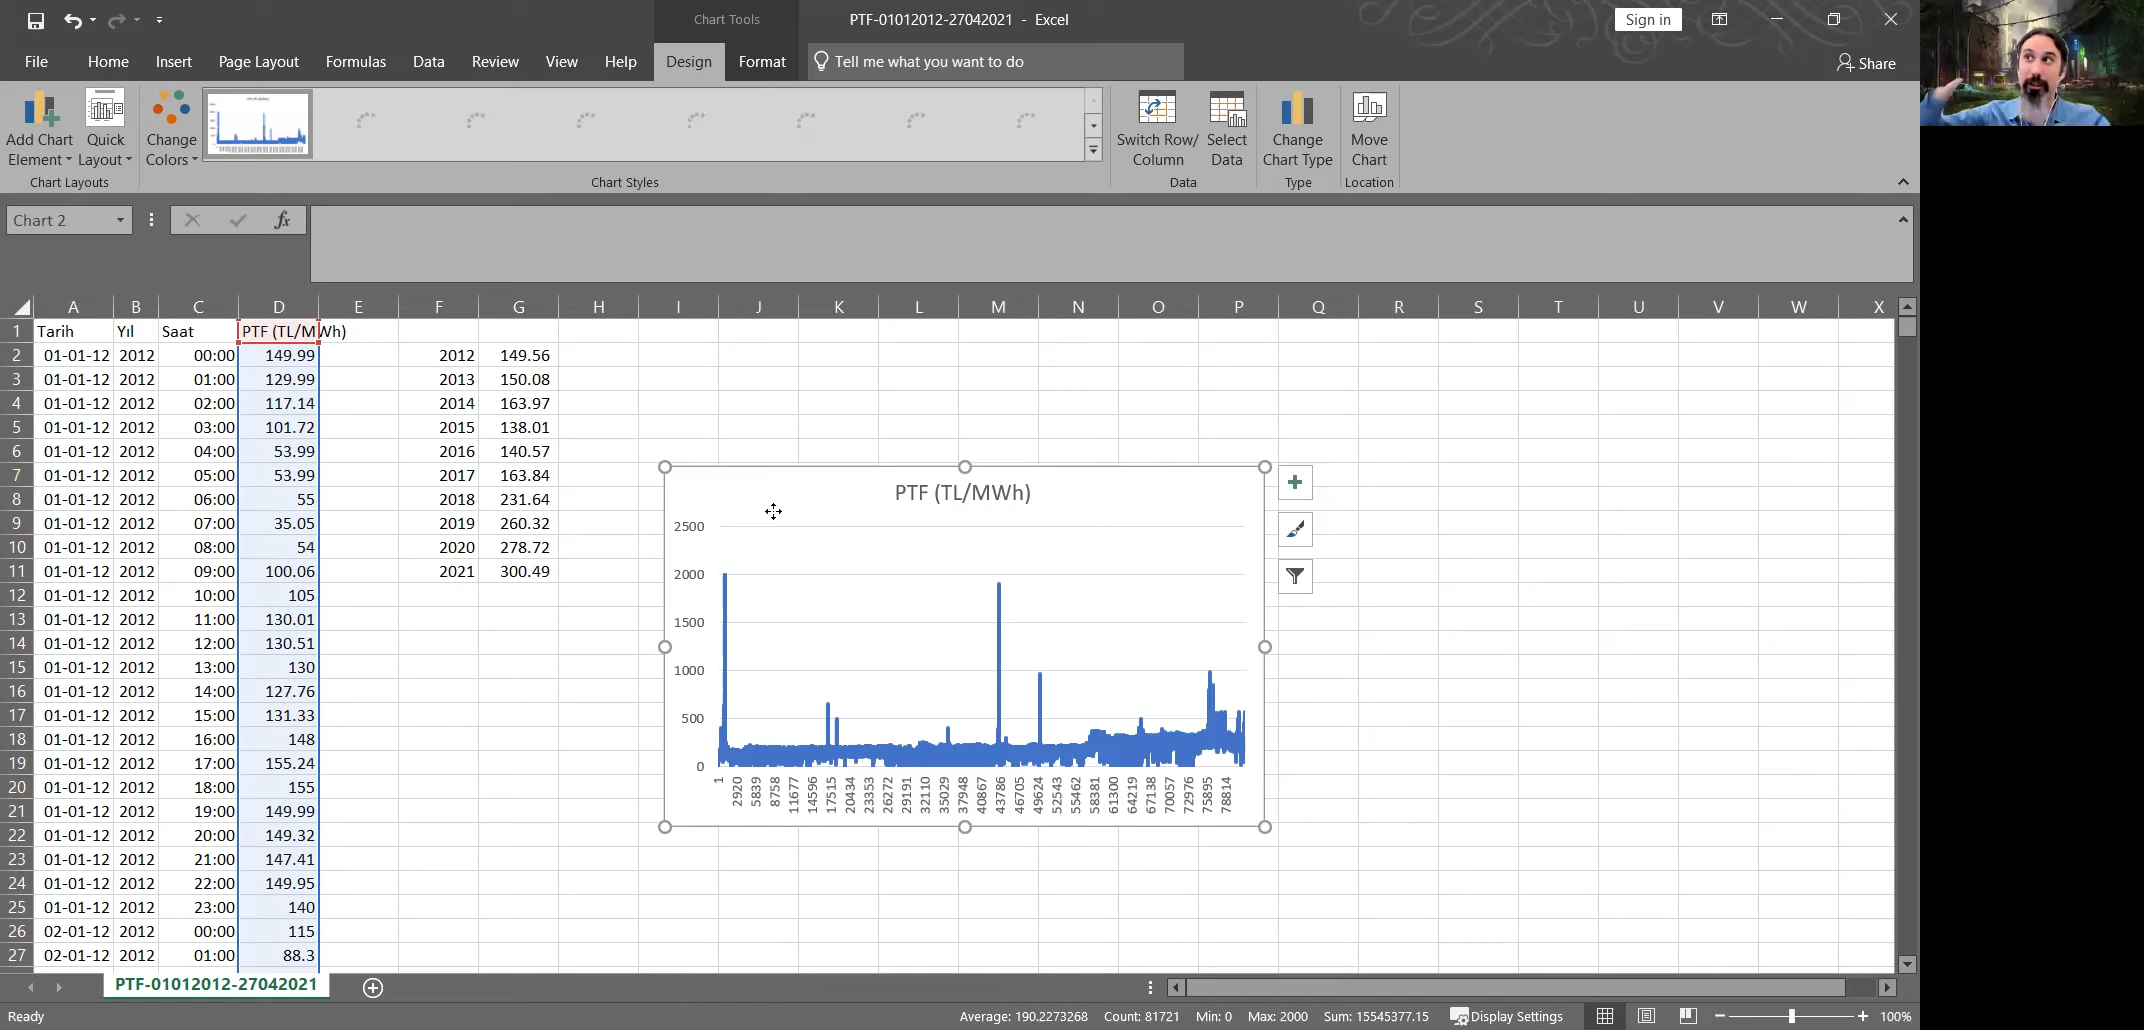 Chart Tools
PTF-01012012-27042021 - Excel
Sign in
File Home Insert Page Layout Formulas Data Review View Help Design Format Tell me what you want to do Share
Add Chart Element Quick Layout Change Colors Switch Row/ Column Select Data Change Chart Type Move Chart
Chart Layouts Chart Styles Data Type Location
Chart 2 fx
A B C D E F G H I J K L M N O P Q R S T U V W X
1 Tarih Yıl Saat PTF (TL/MWh)
2 01-01-12 2012 00:00 149.99 2012 149.56
3 01-01-12 2012 01:00 129.99 2013 150.08
4 01-01-12 2012 02:00 117.14 2014 163.97
5 01-01-12 2012 03:00 101.72 2015 138.01
6 01-01-12 2012 04:00 53.99 2016 140.57
7 01-01-12 2012 05:00 53.99 2017 163.84
8 01-01-12 2012 06:00 55 2018 231.64
9 01-01-12 2012 07:00 35.05 2019 260.32
10 01-01-12 2012 08:00 54 2020 278.72
11 01-01-12 2012 09:00 100.06 2021 300.49
12 01-01-12 2012 10:00 105
13 01-01-12 2012 11:00 130.01
14 01-01-12 2012 12:00 130.51
15 01-01-12 2012 13:00 130
16 01-01-12 2012 14:00 127.76
17 01-01-12 2012 15:00 131.33
18 01-01-12 2012 16:00 148
19 01-01-12 2012 17:00 155.24
20 01-01-12 2012 18:00 155
21 01-01-12 2012 19:00 149.99
22 01-01-12 2012 20:00 149.32
23 01-01-12 2012 21:00 147.41
24 01-01-12 2012 22:00 149.95
25 01-01-12 2012 23:00 140
26 02-01-12 2012 00:00 115
27 02-01-12 2012 01:00 88.3
PTF (TL/MWh)
2500
2000
1500
1000
500
0
1 2920 5839 8758 11677 14596 17515 20434 23353 26272 29191 32110 35029 37948 40867 43786 46705 49624 52543 55462 58381 61300 64219 67138 70057 72976 75895 78814
PTF-01012012-27042021
Ready Average: 190.2273268 Count: 81721 Min: 0 Max: 2000 Sum: 15545377.15 Display Settings 100%